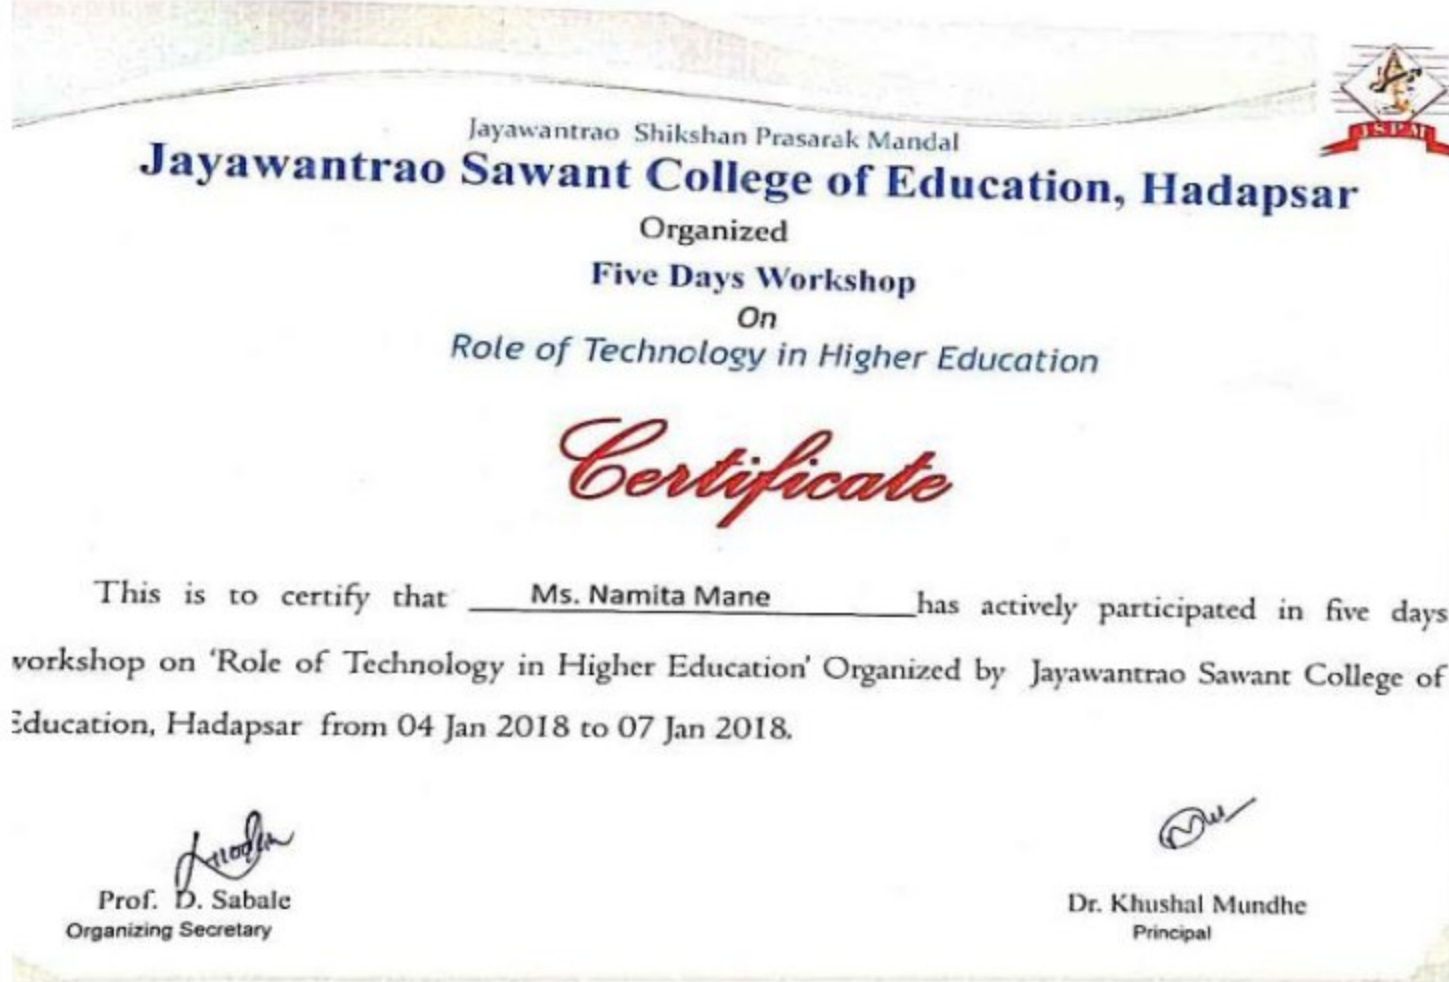 JSPM
Jayawantrao Shikshan Prasarak Mandal
Jayawantrao Sawant College of Education, Hadapsar
Organized
Five Days Workshop
On
Role of Technology in Higher Education
Certificate
This is to certify that Ms. Namita Mane has actively participated in five days
workshop on ‘Role of Technology in Higher Education’ Organized by Jayawantrao Sawant College of
Education, Hadapsar from 04 Jan 2018 to 07 Jan 2018.
Prof. D. Sabale
Organizing Secretary
Dr. Khushal Mundhe
Principal